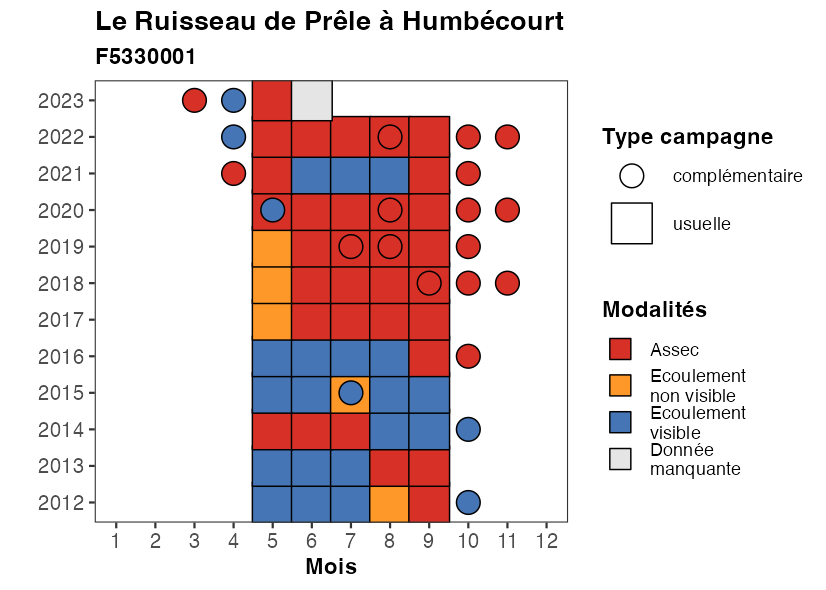 Le Ruisseau de Prêle à Humbécourt
F5330001
2023
2022
2021
2020
2019
2018
2017
2016
2015
2014
2013
2012
1 2 3 4 5 6 7 8 9 10 11 12
Mois
Type campagne
complémentaire
usuelle
Modalités
Assec
Ecoulement
non visible
Ecoulement
visible
Donnée
manquante